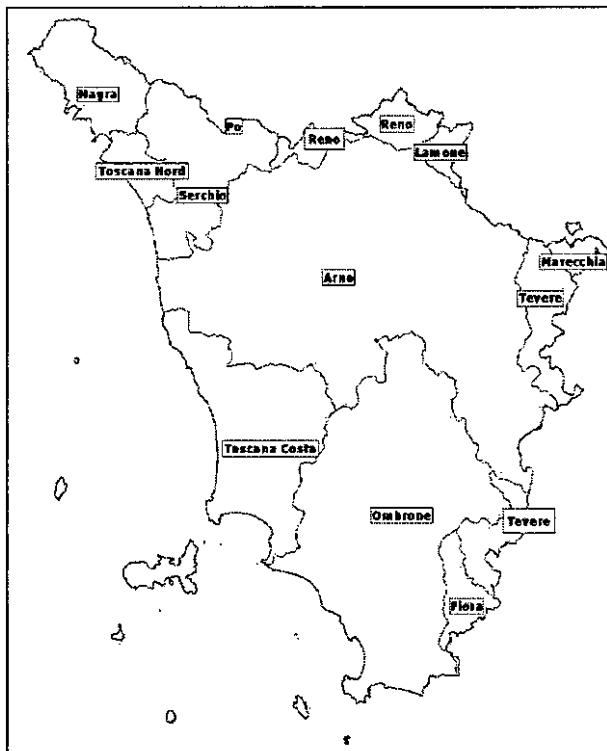 Magra
Po
Reno
Reno
Lamone
Toscana Nord
Serchio
Marecchia
Arno
Tevere
Toscana Costa
Ombrone
Tevere
Fiora